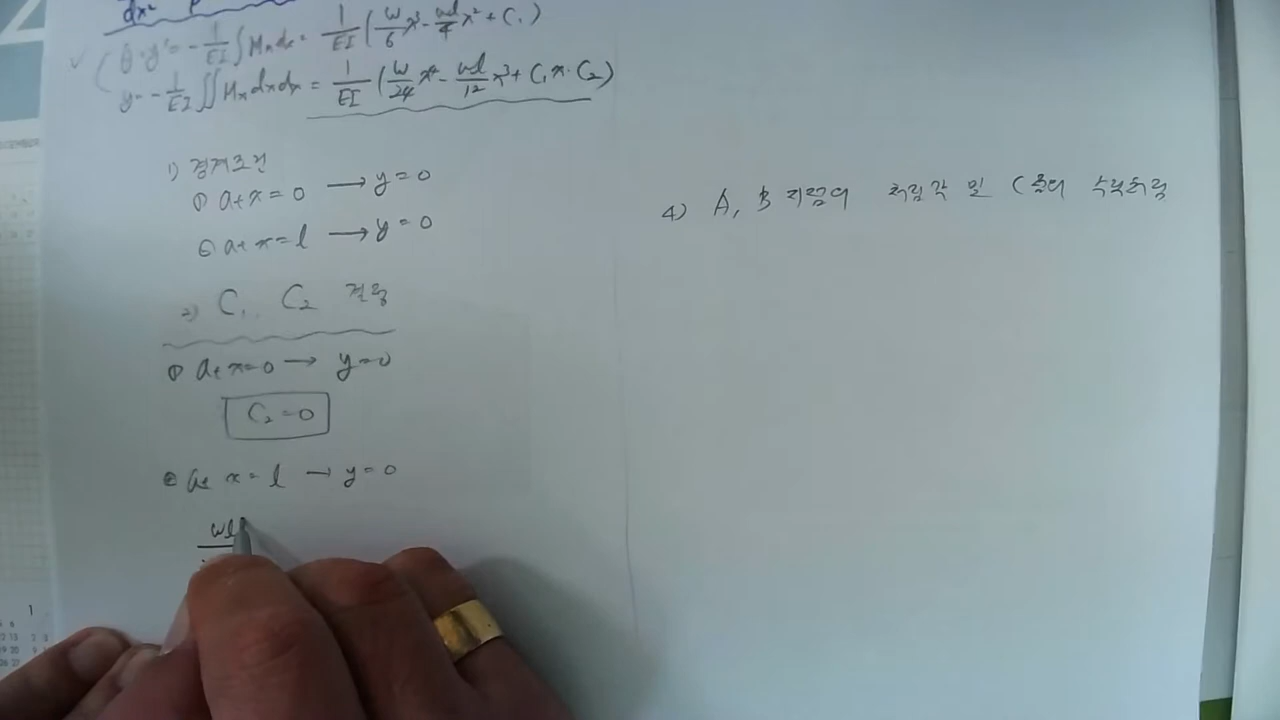 dx² ρ
θ=y'= -1/EI ∫Mx dx = 1/EI (w/6 x³ - wl/4 x² + C₁)
y= -1/EI ∬Mx dx dx = 1/EI (w/24 x⁴ - wl/12 x³ + C₁x · C₂)
1) 경계조건
① at x=0 → y=0
② at x=l → y=0
2) C₁, C₂ 결정
① at x=0 → y=0
C₂=0
② at x=l → y=0
wl
4) A, B 지점의 처짐각 및 C점의 수직처짐